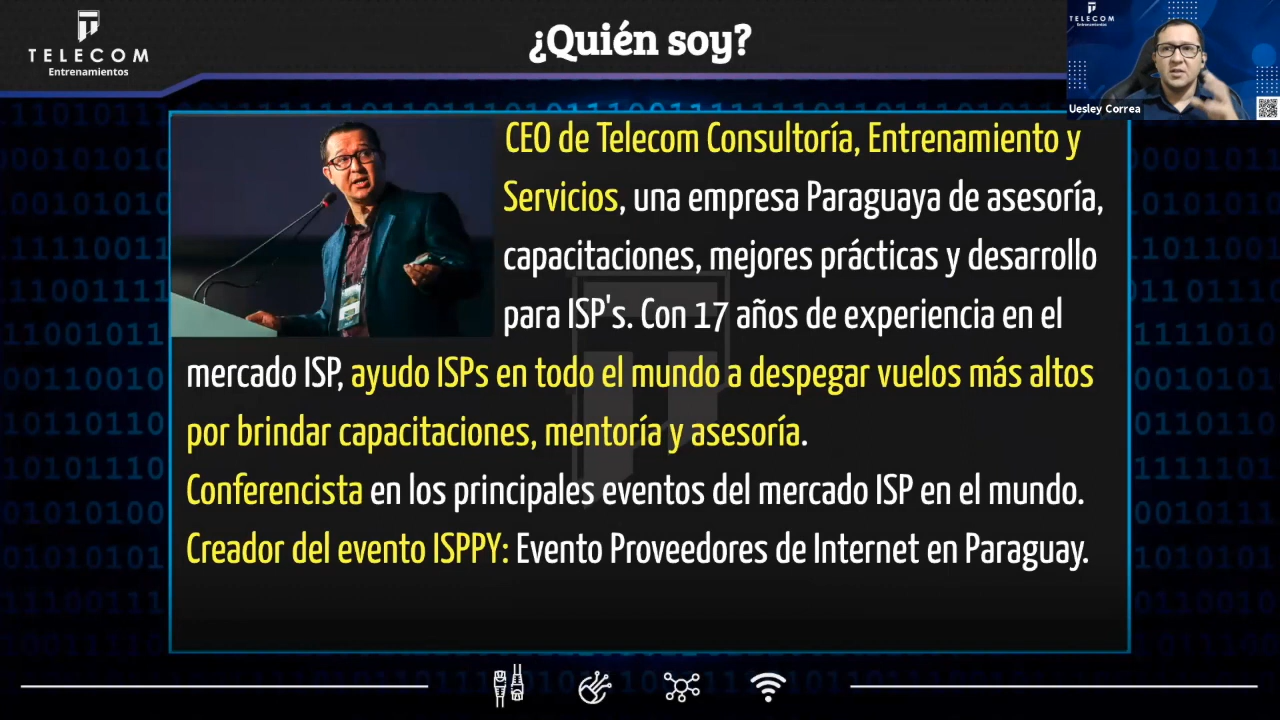 TELECOM
Entrenamientos
¿Quién soy?
TELECOM
Entrenamientos
Uesley Correa
CEO de Telecom Consultoría, Entrenamiento y
Servicios, una empresa Paraguaya de asesoría,
capacitaciones, mejores prácticas y desarrollo
para ISP's. Con 17 años de experiencia en el
mercado ISP, ayudo ISPs en todo el mundo a despegar vuelos más altos
por brindar capacitaciones, mentoría y asesoría.
Conferencista en los principales eventos del mercado ISP en el mundo.
Creador del evento ISPPY: Evento Proveedores de Internet en Paraguay.